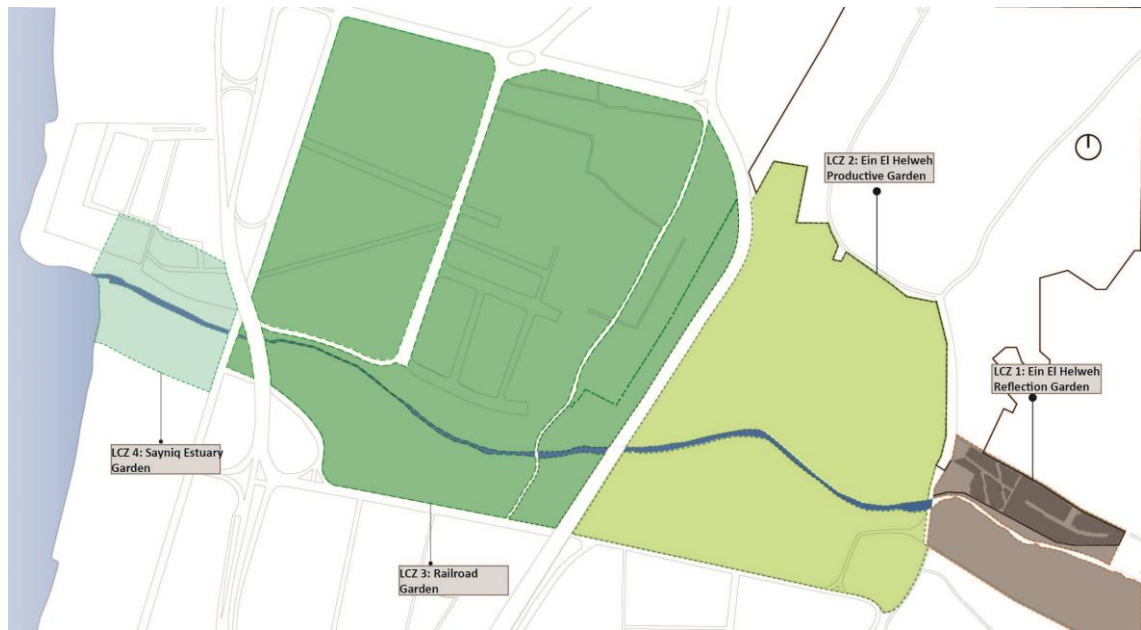 LCZ 2: Ein El Helweh
Productive Garden
LCZ 1: Ein El Helweh
Reflection Garden
LCZ 4: Sayniq Estuary
Garden
LCZ 3: Railroad
Garden